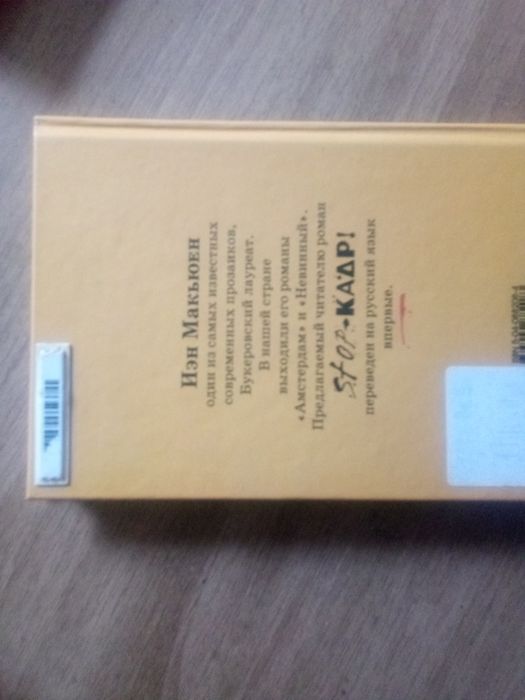 Иэн Макьюен
один из самых известных
современных прозаиков,
Букеровский лауреат.
В нашей стране
выходили его романы
«Амстердам» и «Невинный».
Предлагаемый читателю роман
STOP-КАДР!
переведен на русский язык
впервые.